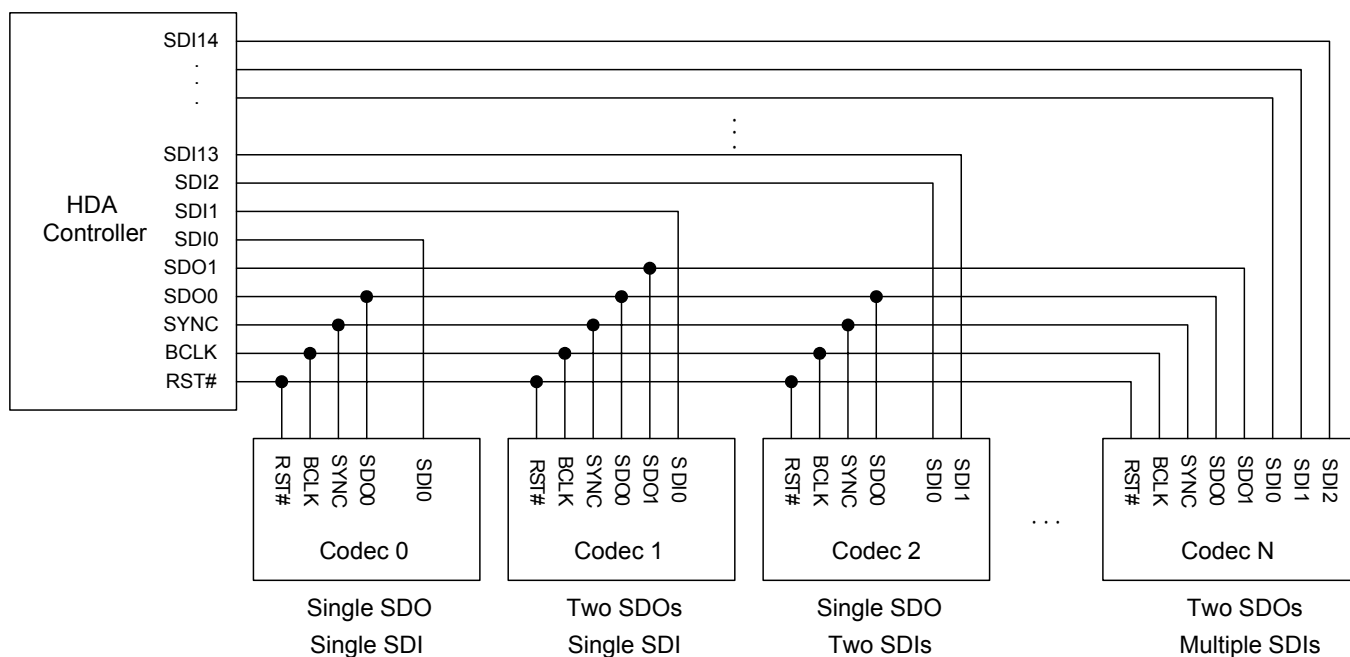 SDI14
.
.
.
SDI13
SDI2
SDI1
SDI0
SDO1
SDO0
SYNC
BCLK
RST#
HDA
Controller
.
.
.
R ST#
BCLK
SYNC
SDO0
SDI0
Codec 0
Single SDO
Single SDI
RST#
BCLK
SYNC
SDO0
SDO1
SDI0
Codec 1
Two SDOs
Single SDI
RST#
BCLK
SYNC
SDO0
SDI0
SDI1
Codec 2
Single SDO
Two SDIs
. . .
RST#
BCLK
SYNC
SDO0
SDO1
SDI0
SDI1
SDI2
Codec N
Two SDOs
Multiple SDIs